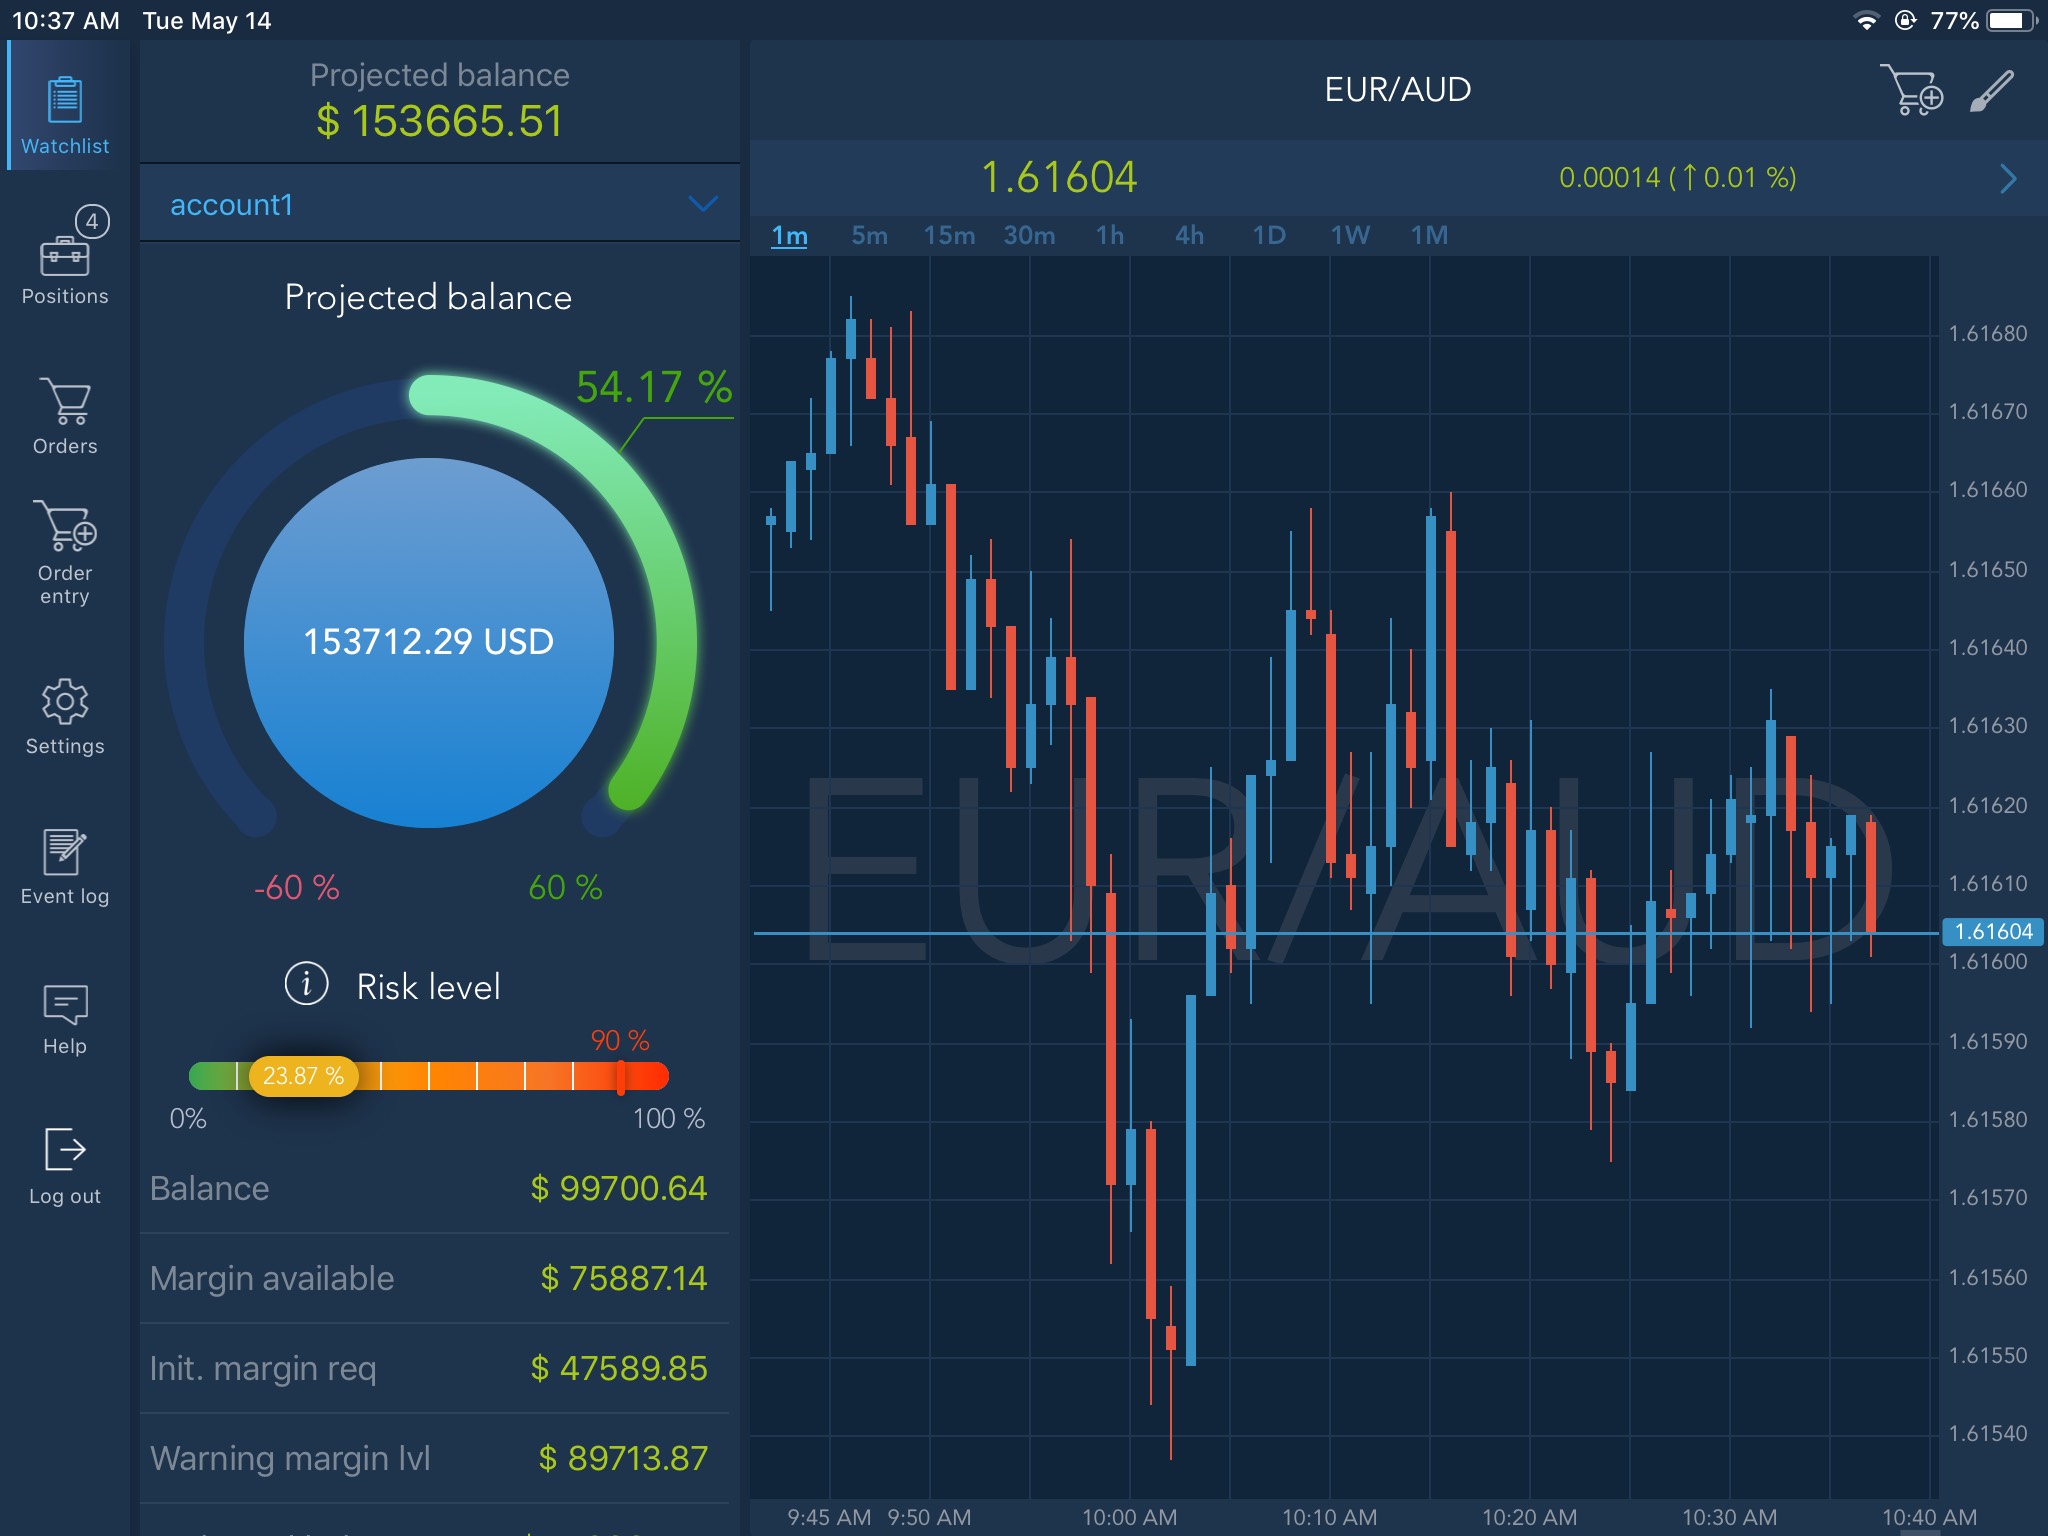 10:37 AM Tue May 14
77%
Watchlist
4
Positions
Orders
Order
entry
Settings
Event log
Help
Log out
Projected balance
$ 153665.51
account1
Projected balance
54.17 %
153712.29 USD
-60 %
60 %
i Risk level
90 %
23.87 %
0%
100 %
Balance $ 99700.64
Margin available $ 75887.14
Init. margin req $ 47589.85
Warning margin lvl $ 89713.87
EUR/AUD
1.61604
0.00014 (↑0.01 %)
1m 5m 15m 30m 1h 4h 1D 1W 1M
EUR/AUD
1.61680
1.61670
1.61660
1.61650
1.61640
1.61630
1.61620
1.61610
1.61604
1.61600
1.61590
1.61580
1.61570
1.61560
1.61550
1.61540
9:45 AM 9:50 AM 10:00 AM 10:10 AM 10:20 AM 10:30 AM 10:40 AM